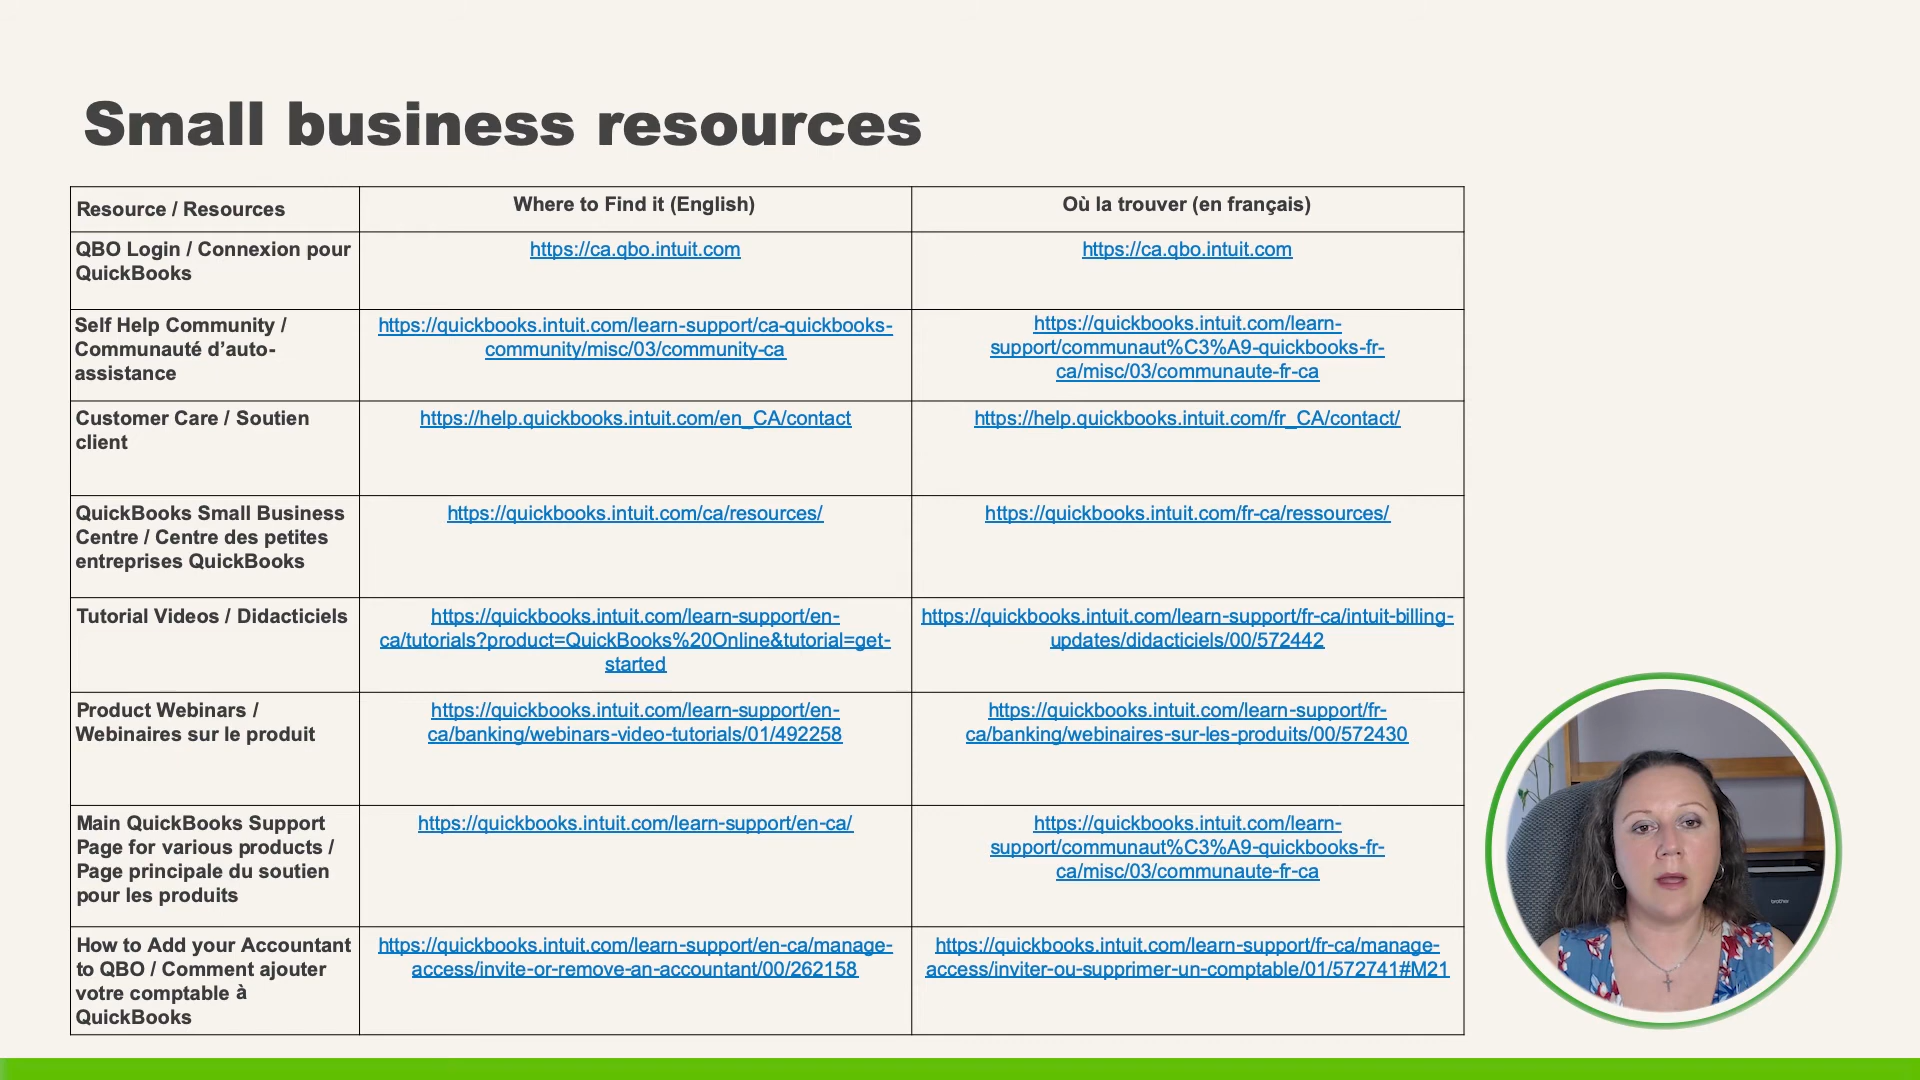 Small business resources
Resource / Resources
Where to Find it (English)
Où la trouver (en français)
QBO Login / Connexion pour
QuickBooks
https://ca.qbo.intuit.com
https://ca.qbo.intuit.com
Self Help Community /
Communauté d’auto-
assistance
https://quickbooks.intuit.com/learn-support/ca-quickbooks-
community/misc/03/community-ca
https://quickbooks.intuit.com/learn-
support/communaut%C3%A9-quickbooks-fr-
ca/misc/03/communaute-fr-ca
Customer Care / Soutien
client
https://help.quickbooks.intuit.com/en_CA/contact
https://help.quickbooks.intuit.com/fr_CA/contact/
QuickBooks Small Business
Centre / Centre des petites
entreprises QuickBooks
https://quickbooks.intuit.com/ca/resources/
https://quickbooks.intuit.com/fr-ca/ressources/
Tutorial Videos / Didacticiels
https://quickbooks.intuit.com/learn-support/en-
ca/tutorials?product=QuickBooks%20Online&tutorial=get-
started
https://quickbooks.intuit.com/learn-support/fr-ca/intuit-billing-
updates/didacticiels/00/572442
Product Webinars /
Webinaires sur le produit
https://quickbooks.intuit.com/learn-support/en-
ca/banking/webinars-video-tutorials/01/492258
https://quickbooks.intuit.com/learn-support/fr-
ca/banking/webinaires-sur-les-produits/00/572430
Main QuickBooks Support
Page for various products /
Page principale du soutien
pour les produits
https://quickbooks.intuit.com/learn-support/en-ca/
https://quickbooks.intuit.com/learn-
support/communaut%C3%A9-quickbooks-fr-
ca/misc/03/communaute-fr-ca
How to Add your Accountant
to QBO / Comment ajouter
votre comptable à
QuickBooks
https://quickbooks.intuit.com/learn-support/en-ca/manage-
access/invite-or-remove-an-accountant/00/262158
https://quickbooks.intuit.com/learn-support/fr-ca/manage-
access/inviter-ou-supprimer-un-comptable/01/572741#M21
brother